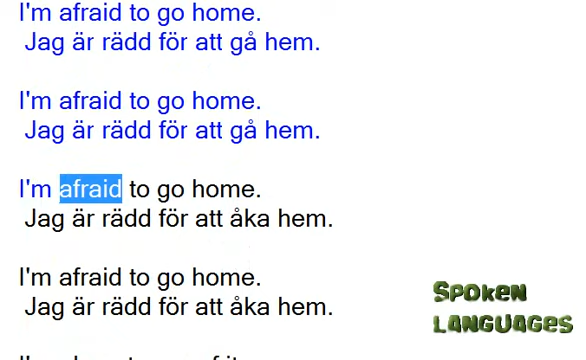 I'm afraid to go home.
Jag är rädd för att gå hem.
I'm afraid to go home.
Jag är rädd för att gå hem.
I'm afraid to go home.
Jag är rädd för att åka hem.
I'm afraid to go home.
Jag är rädd för att åka hem.
Spoken
Languages